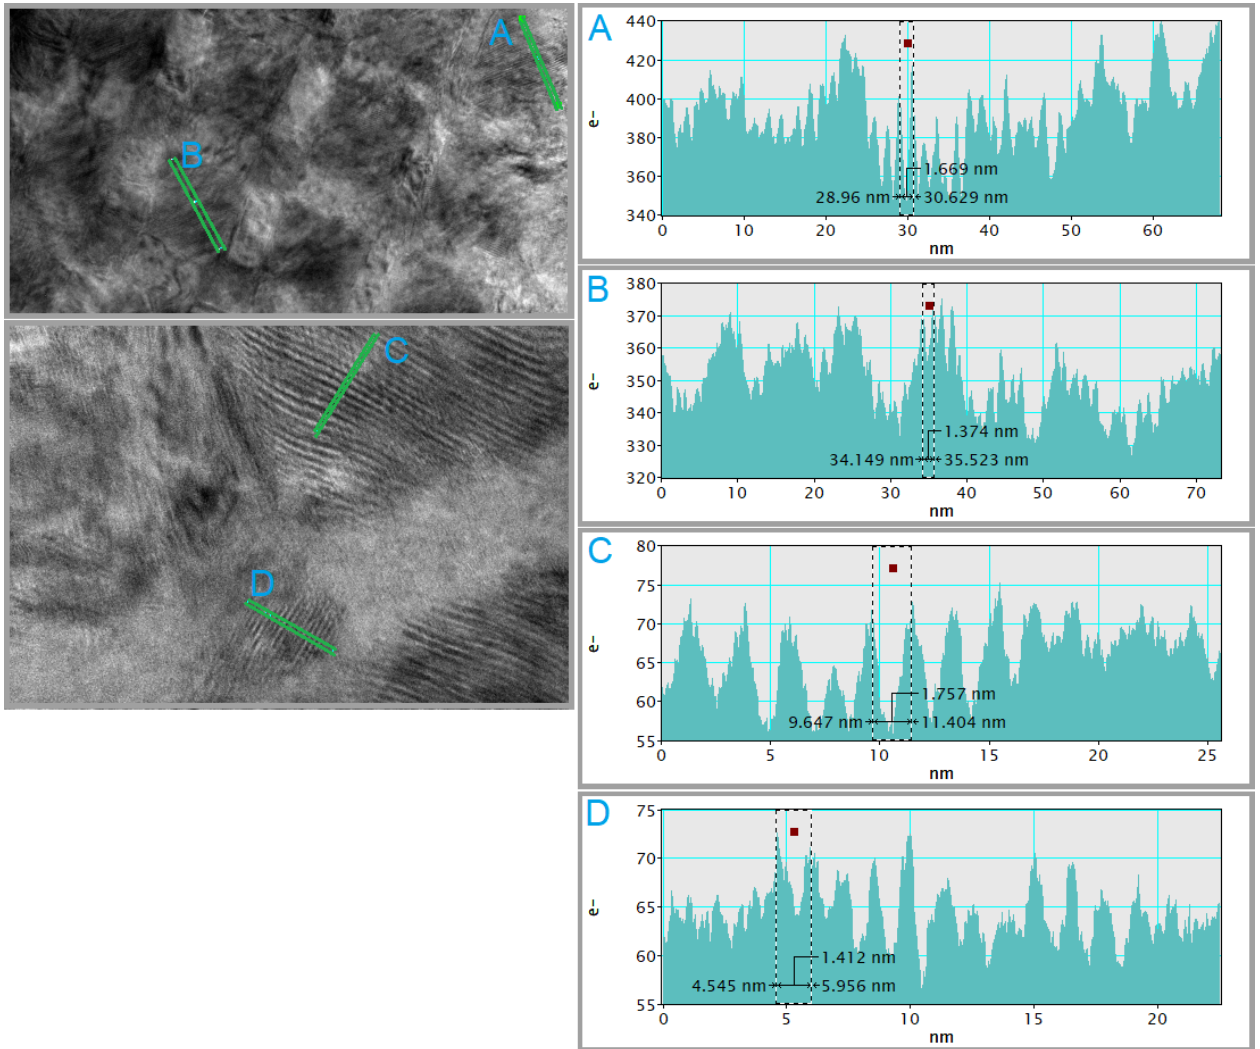 A
B
C
D
A
440
420
400
380
360
340
e-
1.669 nm
28.96 nm
30.629 nm
0 10 20 30 40 50 60
nm
B
380
370
360
350
340
330
320
e-
1.374 nm
34.149 nm
35.523 nm
0 10 20 30 40 50 60 70
nm
C
80
75
70
65
60
55
e-
1.757 nm
9.647 nm
11.404 nm
0 5 10 15 20 25
nm
D
75
70
65
60
55
e-
1.412 nm
4.545 nm
5.956 nm
0 5 10 15 20
nm